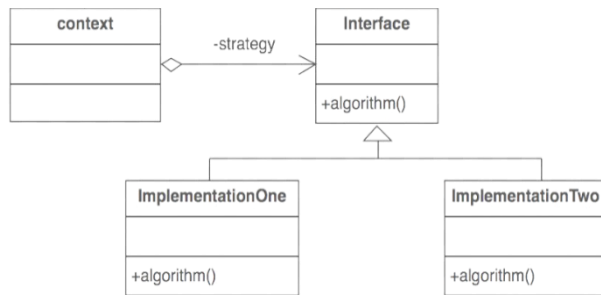 context
Interface
-strategy
+algorithm()
ImplementationOne
ImplementationTwo
+algorithm()
+algorithm()